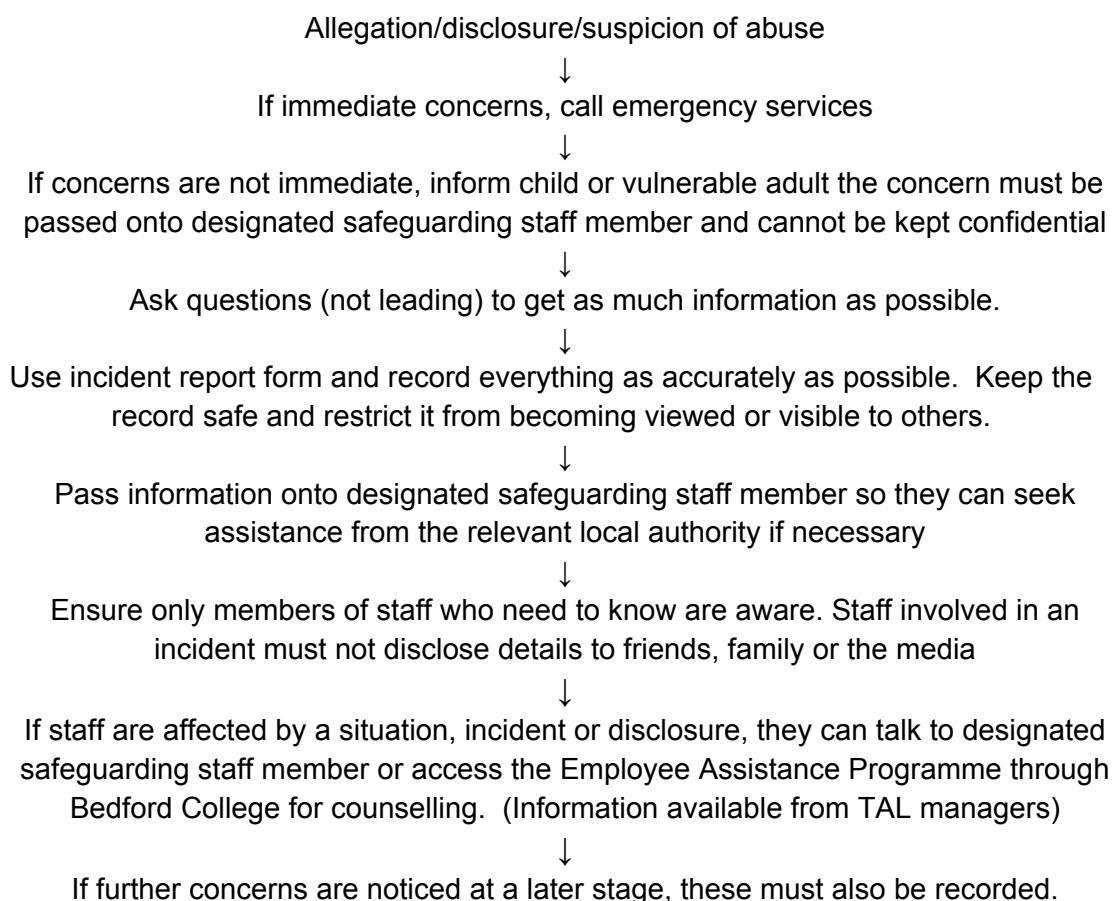 Allegation/disclosure/suspicion of abuse
↓
If immediate concerns, call emergency services
↓
If concerns are not immediate, inform child or vulnerable adult the concern must be
passed onto designated safeguarding staff member and cannot be kept confidential
↓
Ask questions (not leading) to get as much information as possible.
↓
Use incident report form and record everything as accurately as possible.  Keep the
record safe and restrict it from becoming viewed or visible to others.
↓
Pass information onto designated safeguarding staff member so they can seek
assistance from the relevant local authority if necessary
↓
Ensure only members of staff who need to know are aware. Staff involved in an
incident must not disclose details to friends, family or the media
↓
If staff are affected by a situation, incident or disclosure, they can talk to designated
safeguarding staff member or access the Employee Assistance Programme through
Bedford College for counselling.  (Information available from TAL managers)
↓
If further concerns are noticed at a later stage, these must also be recorded.